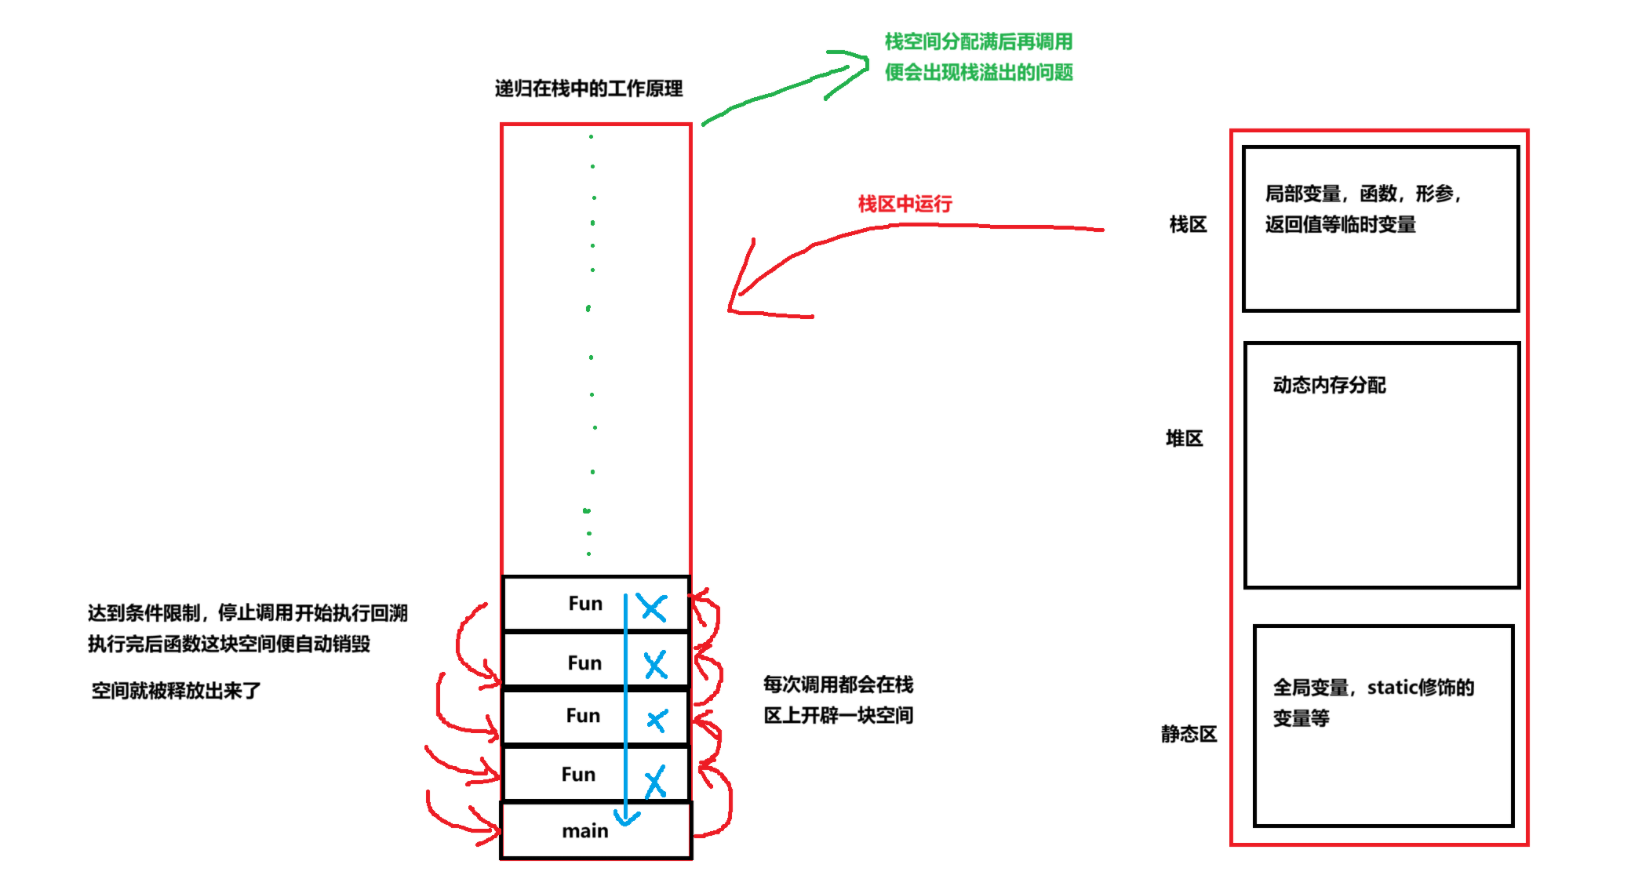 栈空间分配满后再调用
便会出现栈溢出的问题
递归在栈中的工作原理
栈区中运行
栈区
局部变量，函数，形参，
返回值等临时变量
堆区
动态内存分配
达到条件限制，停止调用开始执行回溯
执行完后函数这块空间便自动销毁
空间就被释放出来了
Fun
Fun
Fun
Fun
main
每次调用都会在栈
区上开辟一块空间
静态区
全局变量，static修饰的
变量等